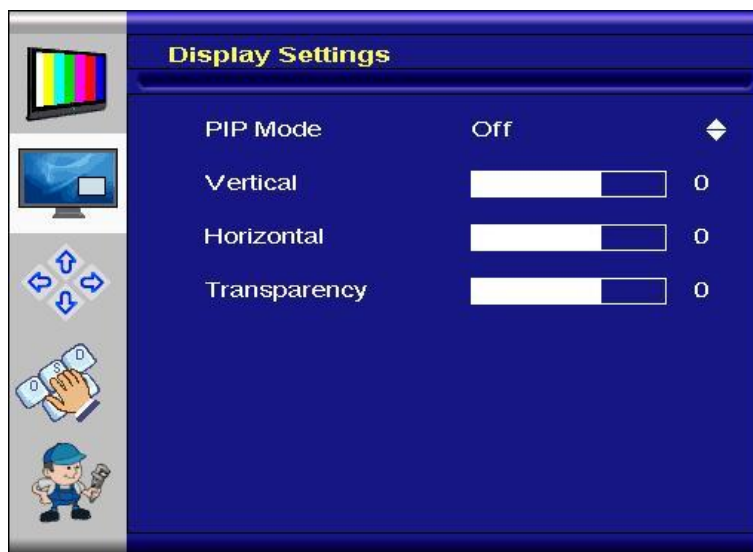 Display Settings
PIP Mode Off
Vertical 0
Horizontal 0
Transparency 0
O S D